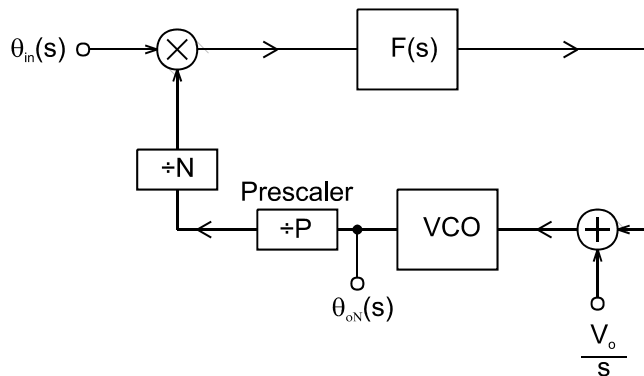 θin(s)
×
F(s)
÷N
Prescaler
÷P
VCO
+
θoN(s)
Vo
s